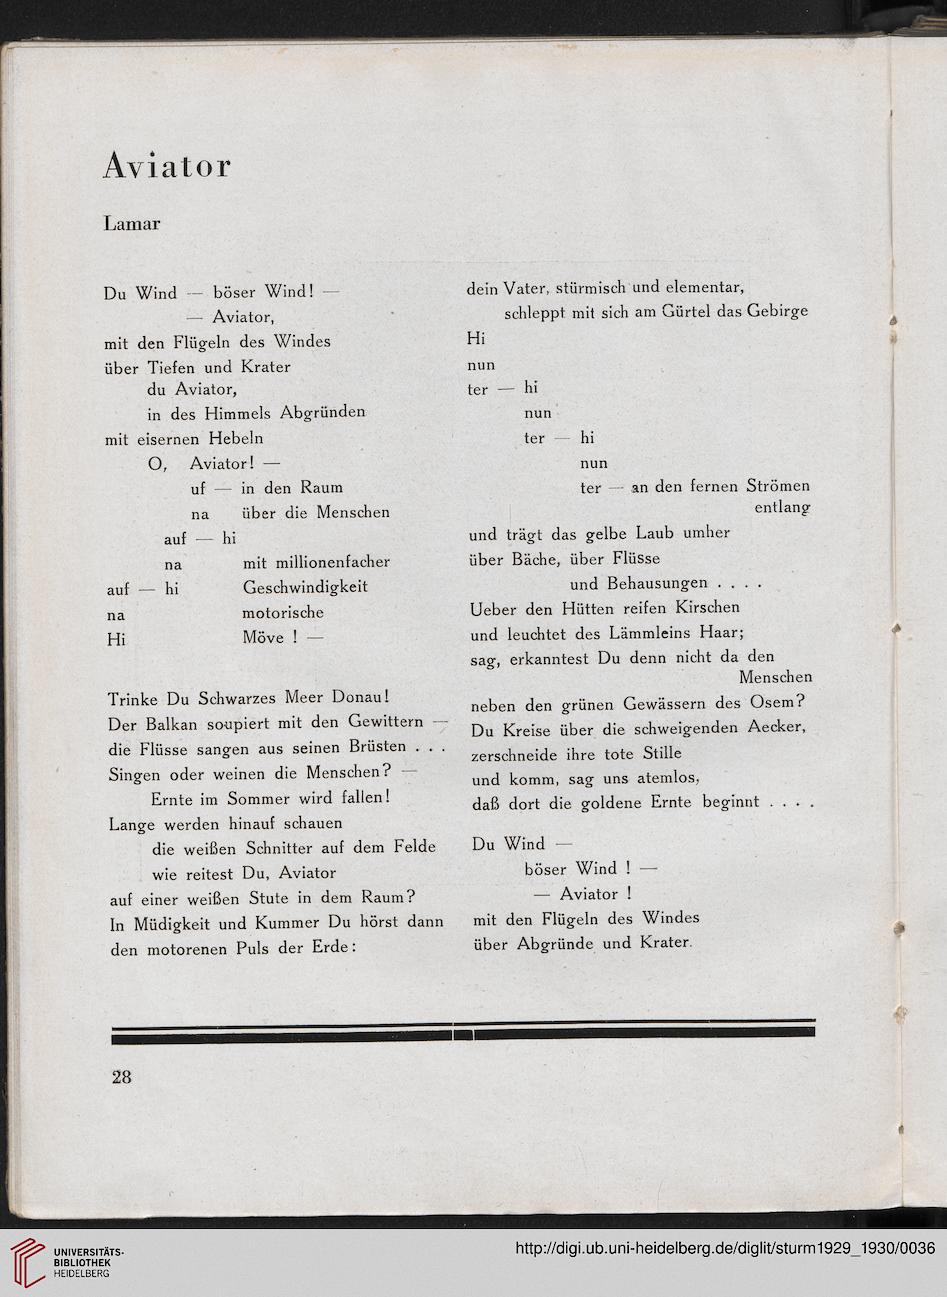 Aviator
Lamar
Du Wind — böser Wind! —
— Aviator,
mit den Flügeln des Windes
über Tiefen und Krater
du Aviator,
in des Himmels Abgründen
mit eisernen Hebeln
O, Aviator! —
uf — in den Raum
na über die Menschen
auf — hi
na mit millionenfacher
auf — hi Geschwindigkeit
na motorische
Hi Möve ! —
Trinke Du Schwarzes Meer Donau!
Der Balkan soupiert mit den Gewittern —
die Flüsse sangen aus seinen Brüsten . . .
Singen oder weinen die Menschen? —
Ernte im Sommer wird fallen!
Lange werden hinauf schauen
die weißen Schnitter auf dem Felde
wie reitest Du, Aviator
auf einer weißen Stute in dem Raum?
In Müdigkeit und Kummer Du hörst dann
den motorenen Puls der Erde:
dein Vater, stürmisch und elementar,
schleppt mit sich am Gürtel das Gebirge
Hi
nun
ter — hi
nun
ter — hi
nun
ter — an den fernen Strömen
entlang
und trägt das gelbe Laub umher
über Bäche, über Flüsse
und Behausungen . . . .
Ueber den Hütten reifen Kirschen
und leuchtet des Lämmleins Haar;
sag, erkanntest Du denn nicht da den
Menschen
neben den grünen Gewässern des Osem?
Du Kreise über die schweigenden Aecker,
zerschneide ihre tote Stille
und komm, sag uns atemlos,
daß dort die goldene Ernte beginnt . . . .
Du Wind —
böser Wind ! —
— Aviator !
mit den Flügeln des Windes
über Abgründe und Krater.
28
UNIVERSITÄTS-
BIBLIOTHEK
HEIDELBERG
http://digi.ub.uni-heidelberg.de/diglit/sturm1929_1930/0036